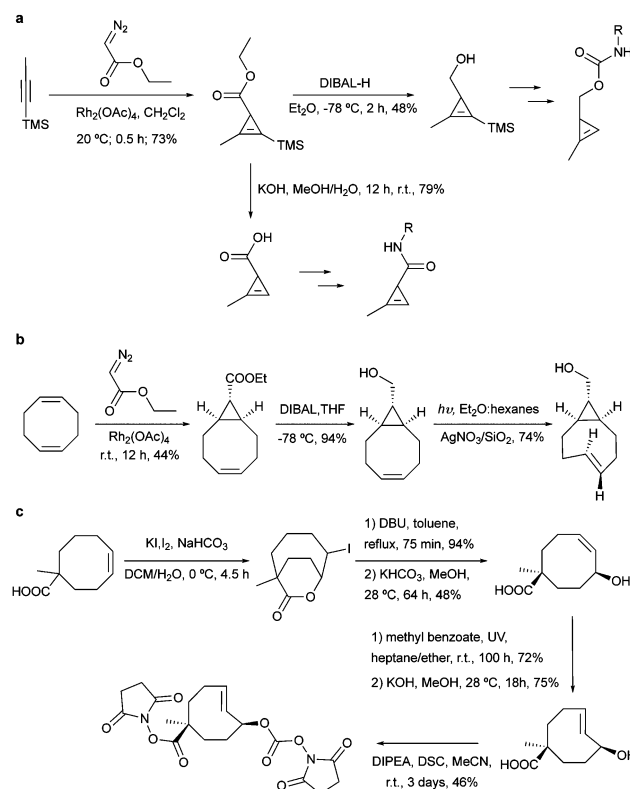 a
N2
O
O
TMS
Rh2(OAc)4, CH2Cl2
20 ºC; 0.5 h; 73%
O
O
TMS
DIBAL-H
Et2O, -78 ºC, 2 h, 48%
HO
TMS
R
HN
O
O
KOH, MeOH/H2O, 12 h, r.t., 79%
OH
O
R
HN
O
b
N2
O
O
Rh2(OAc)4
r.t., 12 h, 44%
COOEt
H H
DIBAL,THF
-78 ºC, 94%
HO
H H
hυ, Et2O:hexanes
AgNO3/SiO2, 74%
HO
H H
H
H
c
HOOC
KI,I2, NaHCO3
DCM/H2O, 0 ºC, 4.5 h
I
O
O
1) DBU, toluene,
reflux, 75 min, 94%
2) KHCO3, MeOH,
28 ºC, 64 h, 48%
HOOC
OH
1) methyl benzoate, UV,
heptane/ether, r.t., 100 h, 72%
2) KOH, MeOH, 28 ºC, 18h, 75%
HOOC
OH
DIPEA, DSC, MeCN,
r.t., 3 days, 46%
O
N
O
O
O
O
O
O
N
O
O